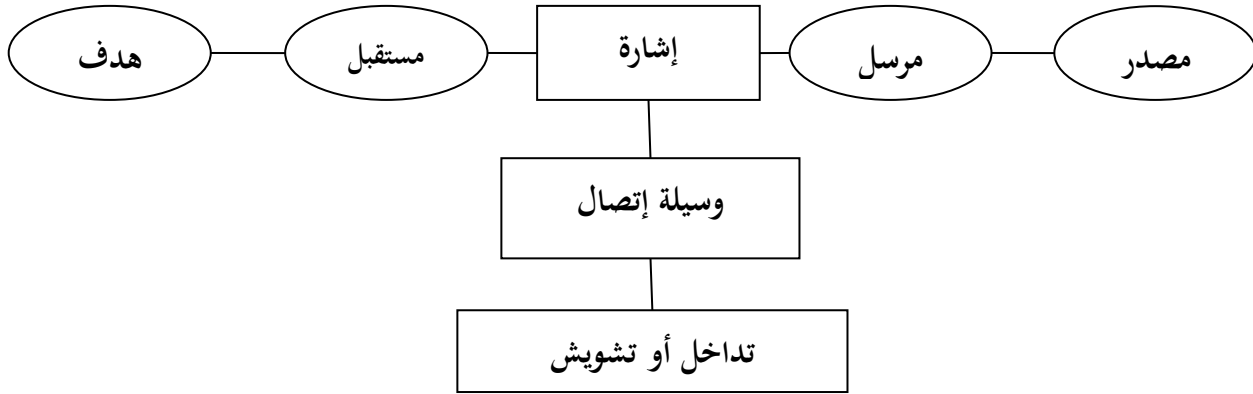 مصدر
مرسل
إشارة
مستقبل
هدف
وسيلة إتصال
تداخل أو تشويش